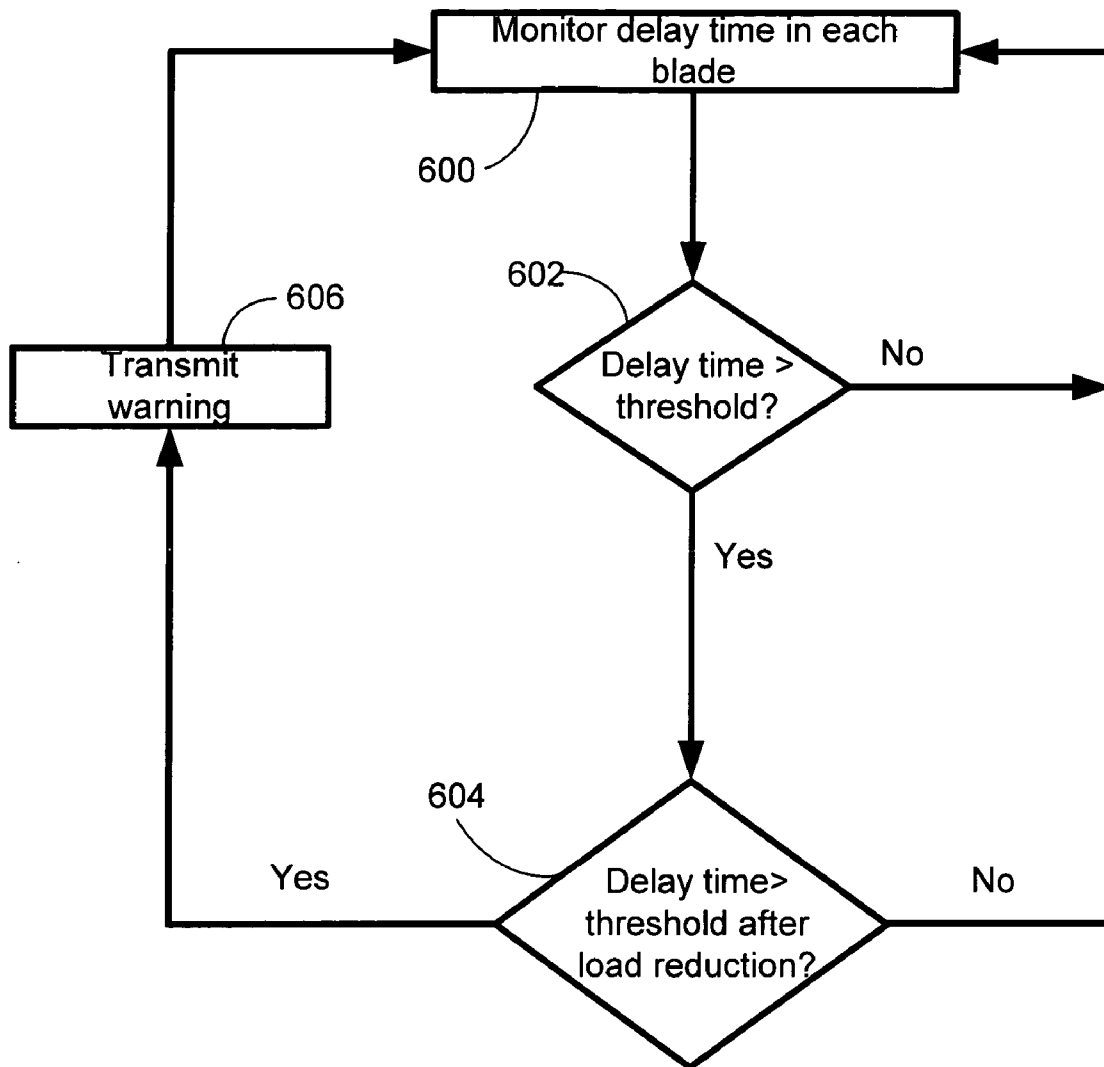 Monitor delay time in each
blade
600
602
606
Transmit
warning
Delay time >
threshold?
No
Yes
604
Yes
Delay time>
threshold after
load reduction?
No